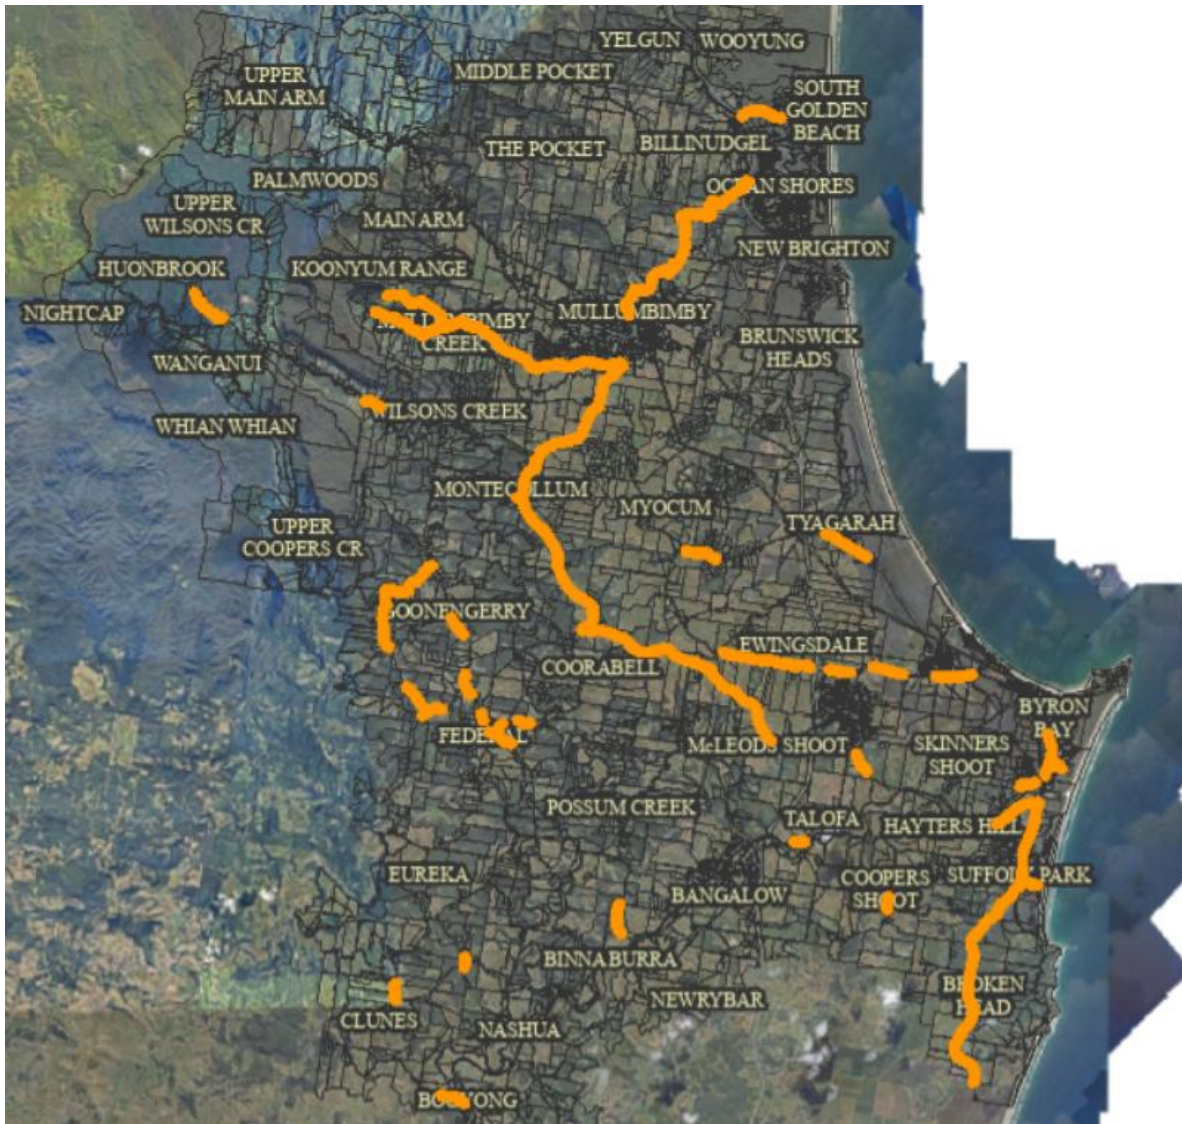 YELGUN
WOOYUNG
MIDDLE POCKET
UPPER
MAIN ARM
SOUTH
GOLDEN
BEACH
BILLINUDGEL
THE POCKET
PALMWOODS
OCEAN SHORES
UPPER
WILSONS CR
MAIN ARM
NEW BRIGHTON
HUONBROOK
KOONYUM RANGE
NIGHTCAP
MULLUMBIMBY
MULLUMBIMBY
CREEK
BRUNSWICK
HEADS
WANGANUI
WILSONS CREEK
WHIAN WHIAN
MONTECOLLUM
MYOCUM
TYAGARAH
UPPER
COOPERS CR
GOONENGERRY
EWINGSDALE
COORABELL
BYRON
BAY
FEDERAL
McLEODS SHOOT
SKINNERS
SHOOT
POSSUM CREEK
TALOFA
HAYTERS HILL
EUREKA
COOPERS
SHOOT
SUFFOLK PARK
BANGALOW
BINNA BURRA
BROKEN
HEAD
NEWRYBAR
CLUNES
NASHUA
BOOYONG